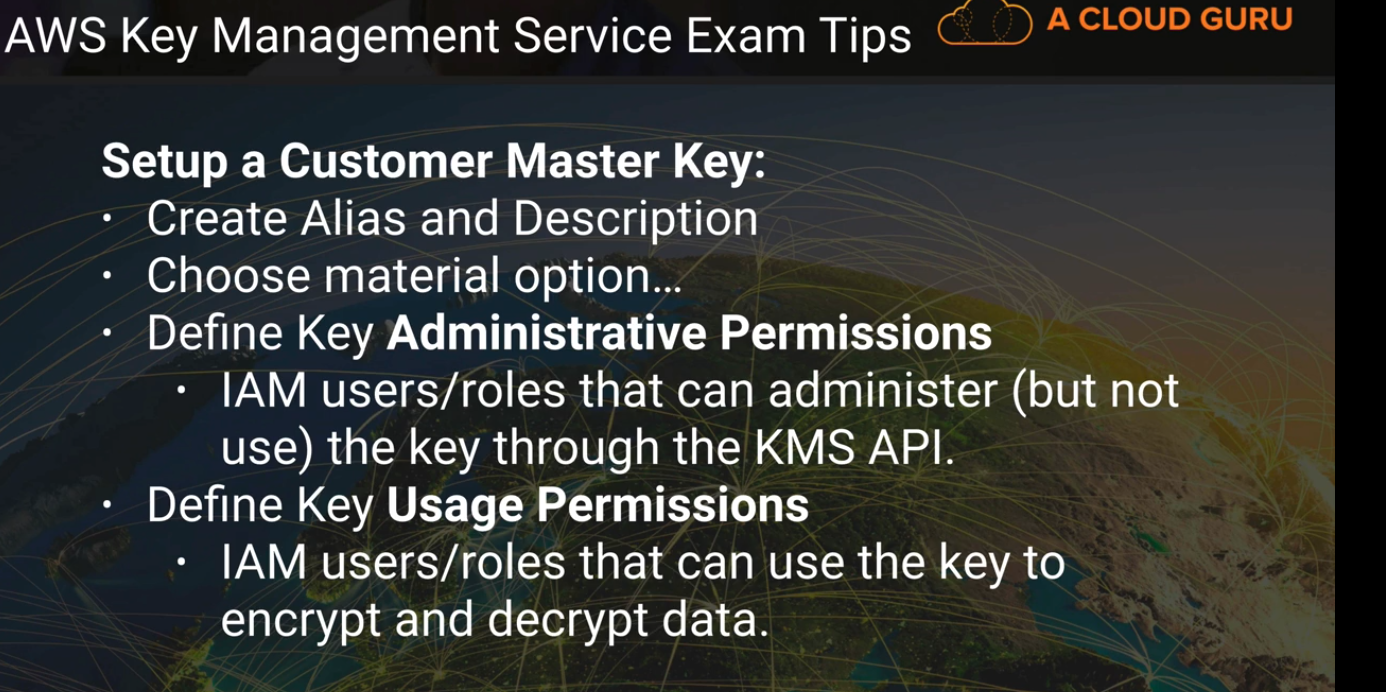 AWS Key Management Service Exam Tips
A CLOUD GURU
Setup a Customer Master Key:
• Create Alias and Description
• Choose material option...
• Define Key Administrative Permissions
• IAM users/roles that can administer (but not
use) the key through the KMS API.
• Define Key Usage Permissions
• IAM users/roles that can use the key to
encrypt and decrypt data.